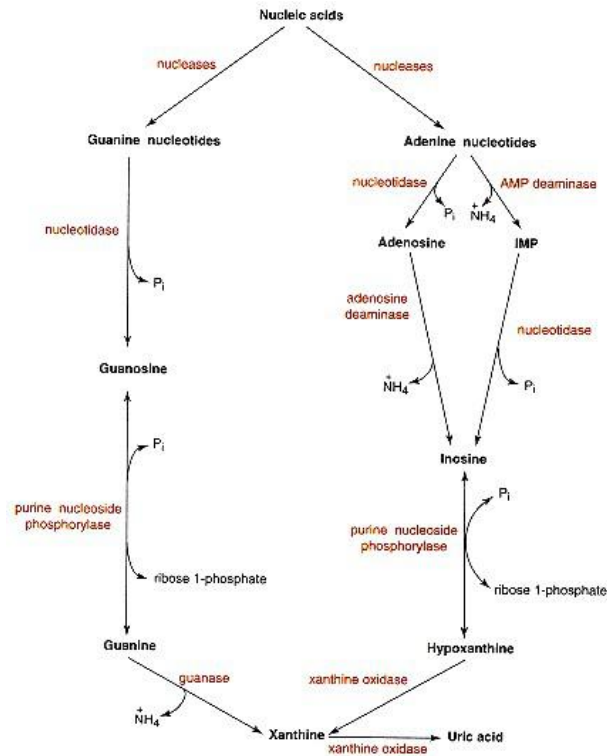 Nucleic acids
nucleases
nucleases
Guanine nucleotides
Adenine nucleotides
nucleotidase
AMP deaminase
Pi
+
NH4
nucleotidase
Adenosine
IMP
Pi
adenosine
deaminase
nucleotidase
Guanosine
+
NH4
Pi
Pi
Inosine
Pi
purine nucleoside
phosphorylase
purine nucleoside
phosphorylase
ribose 1-phosphate
ribose 1-phosphate
Guanine
Hypoxanthine
guanase
xanthine oxidase
+
NH4
Xanthine
Uric acid
xanthine oxidase